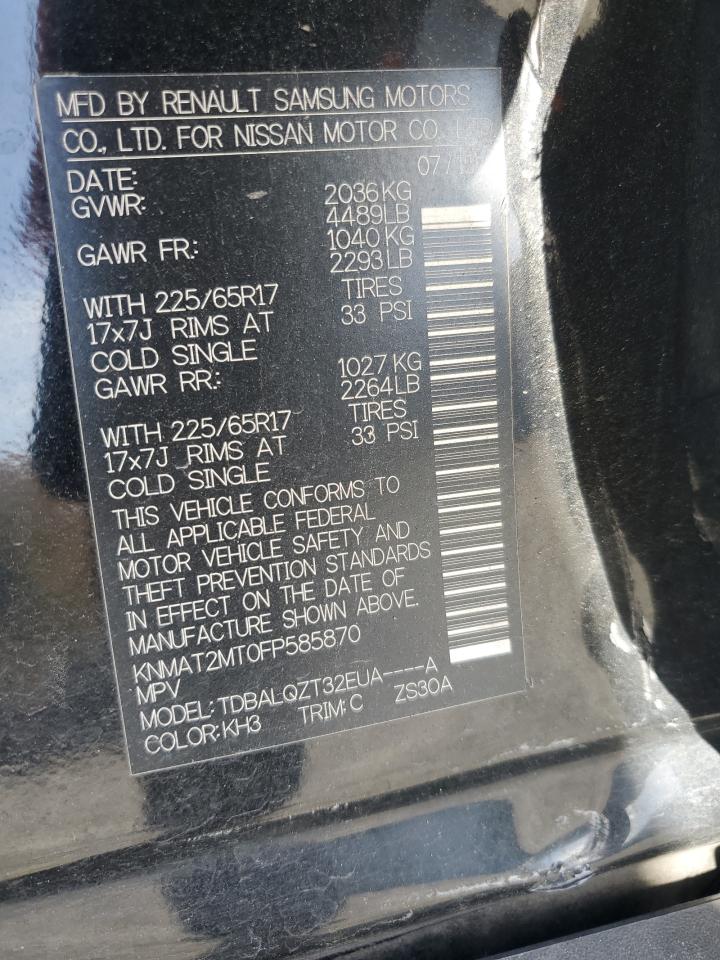 MFD BY RENAULT SAMSUNG MOTORS
CO., LTD. FOR NISSAN MOTOR CO. LTD
DATE: 07/
GVWR: 2036KG
4489LB
GAWR FR.: 1040 KG
2293LB
WITH 225/65R17 TIRES
17x7J RIMS AT 33 PSI
COLD SINGLE
GAWR RR.: 1027 KG
2264LB
WITH 225/65R17 TIRES
17x7J RIMS AT 33 PSI
COLD SINGLE
THIS VEHICLE CONFORMS TO
ALL APPLICABLE FEDERAL
MOTOR VEHICLE SAFETY AND
THEFT PREVENTION STANDARDS
IN EFFECT ON THE DATE OF
MANUFACTURE SHOWN ABOVE.
KNMAT2MT0FP585870
MPV
MODEL: TDBALQZT32EUA----A
COLOR:KH3 TRIM:C ZS30A